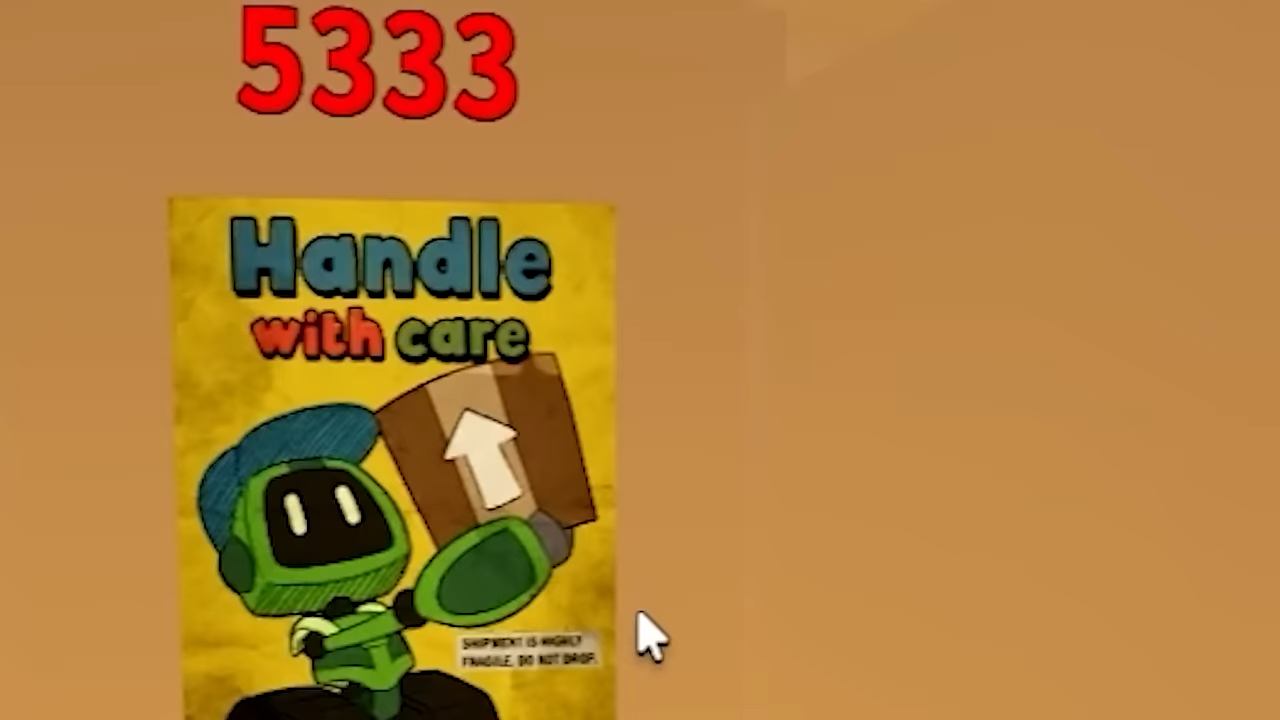 5333
Handle
with care
SHIPMENT IS HIGHLY
FRAGILE, DO NOT DROP.